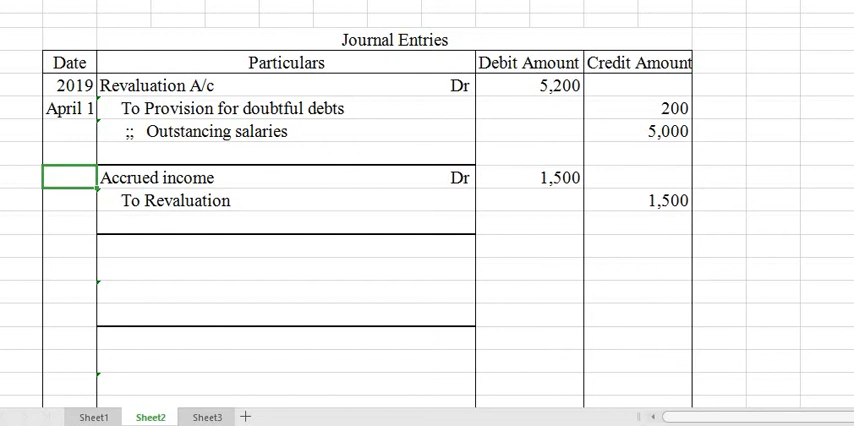 Journal Entries
Date Particulars Debit Amount Credit Amount
2019 Revaluation A/c Dr 5,200
April 1 To Provision for doubtful debts 200
;; Outstancing salaries 5,000
Accrued income Dr 1,500
To Revaluation 1,500
Sheet1 Sheet2 Sheet3